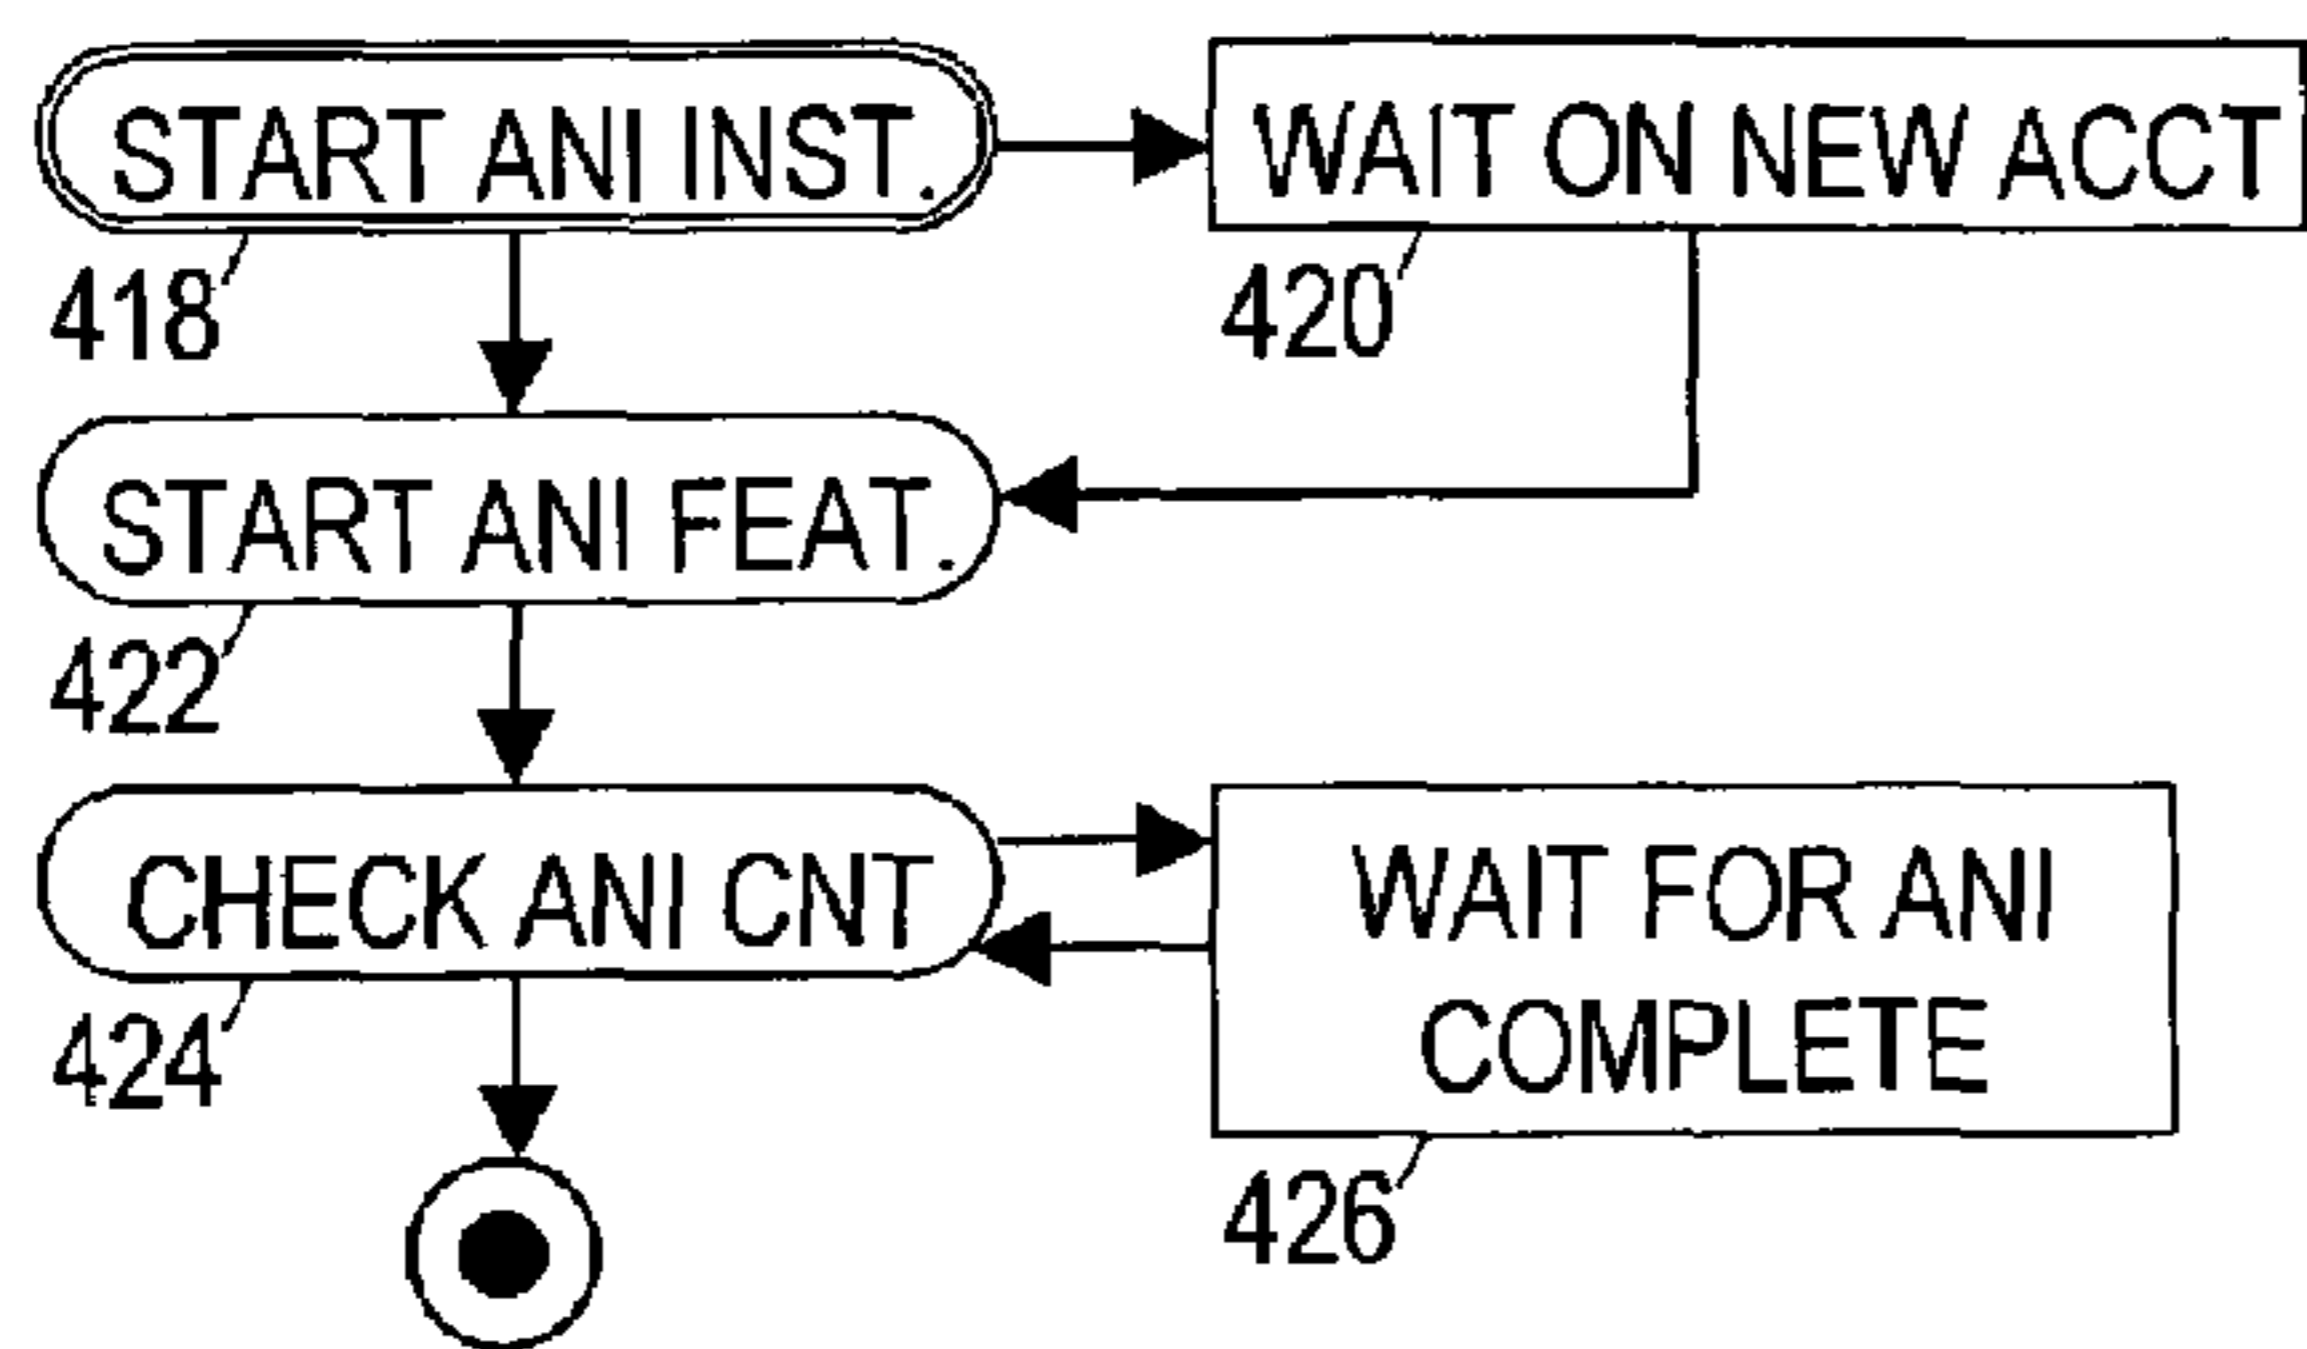 START ANI INST.
WAIT ON NEW ACCT
418
420
START ANI FEAT.
422
CHECK ANI CNT
WAIT FOR ANI
COMPLETE
424
426